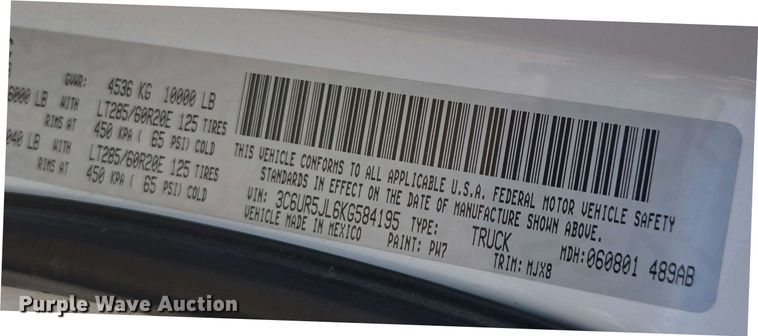 GVWR: 4536 KG 10000 LB
6000 LB WITH LT285/60R20E 125 TIRES
RIMS AT 450 KPA ( 65 PSI) COLD
040 LB WITH LT285/60R20E 125 TIRES
RIMS AT 450 KPA ( 65 PSI) COLD
THIS VEHICLE CONFORMS TO ALL APPLICABLE U.S.A. FEDERAL MOTOR VEHICLE SAFETY
STANDARDS IN EFFECT ON THE DATE OF MANUFACTURE SHOWN ABOVE.
VIN: 3C6UR5JL6KG584195 TYPE: TRUCK MDH:060801 489AB
VEHICLE MADE IN MEXICO PAINT: PW7 TRIM: MJX8
Purple Wave Auction